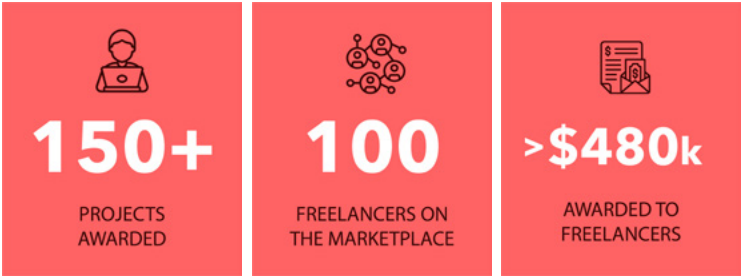 150+
PROJECTS
AWARDED
100
FREELANCERS ON
THE MARKETPLACE
>$480k
AWARDED TO
FREELANCERS